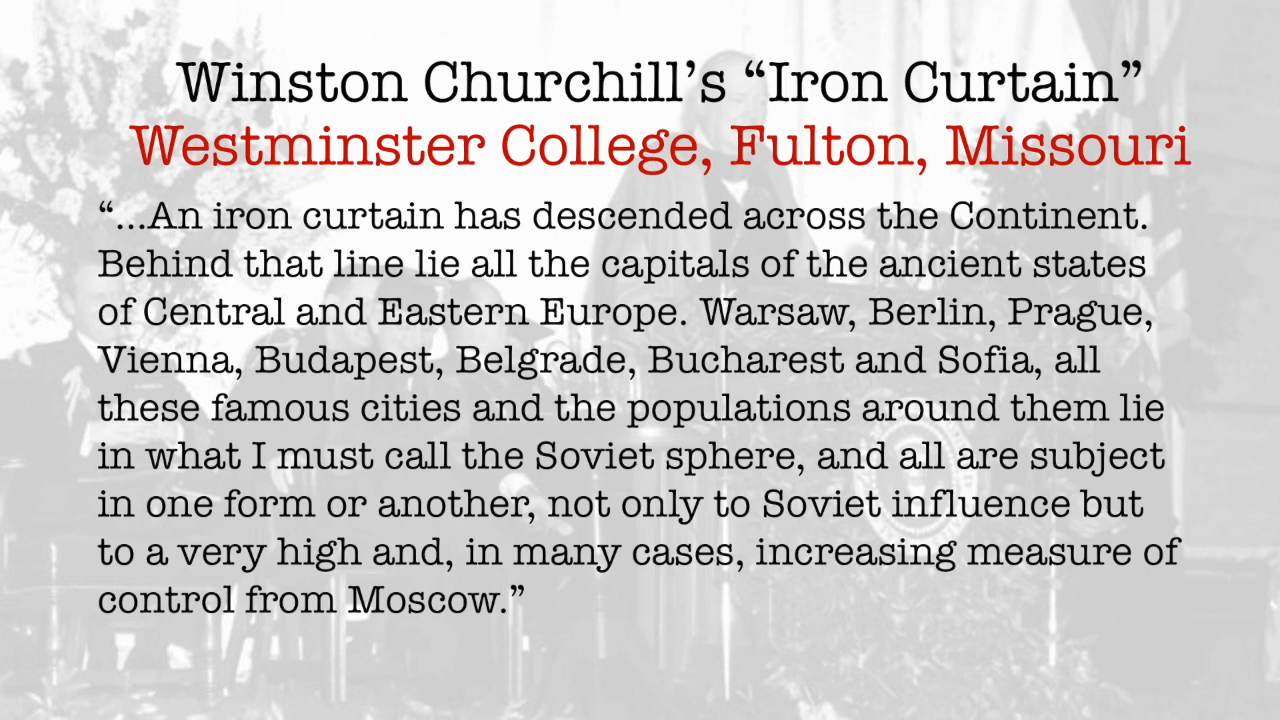 Winston Churchill’s “Iron Curtain”
Westminster College, Fulton, Missouri
“...An iron curtain has descended across the Continent.
Behind that line lie all the capitals of the ancient states
of Central and Eastern Europe. Warsaw, Berlin, Prague,
Vienna, Budapest, Belgrade, Bucharest and Sofia, all
these famous cities and the populations around them lie
in what I must call the Soviet sphere, and all are subject
in one form or another, not only to Soviet influence but
to a very high and, in many cases, increasing measure of
control from Moscow.”